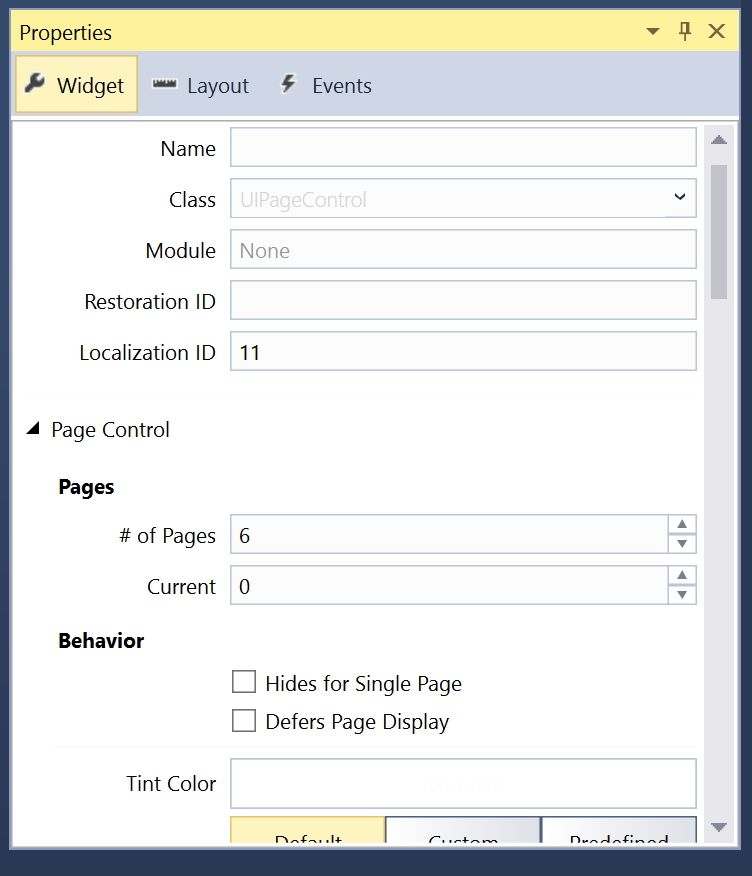 Properties
Widget Layout Events
Name
Class UIPageControl
Module None
Restoration ID
Localization ID 11
Page Control
Pages
# of Pages 6
Current 0
Behavior
Hides for Single Page
Defers Page Display
Tint Color
Default Custom Predefined